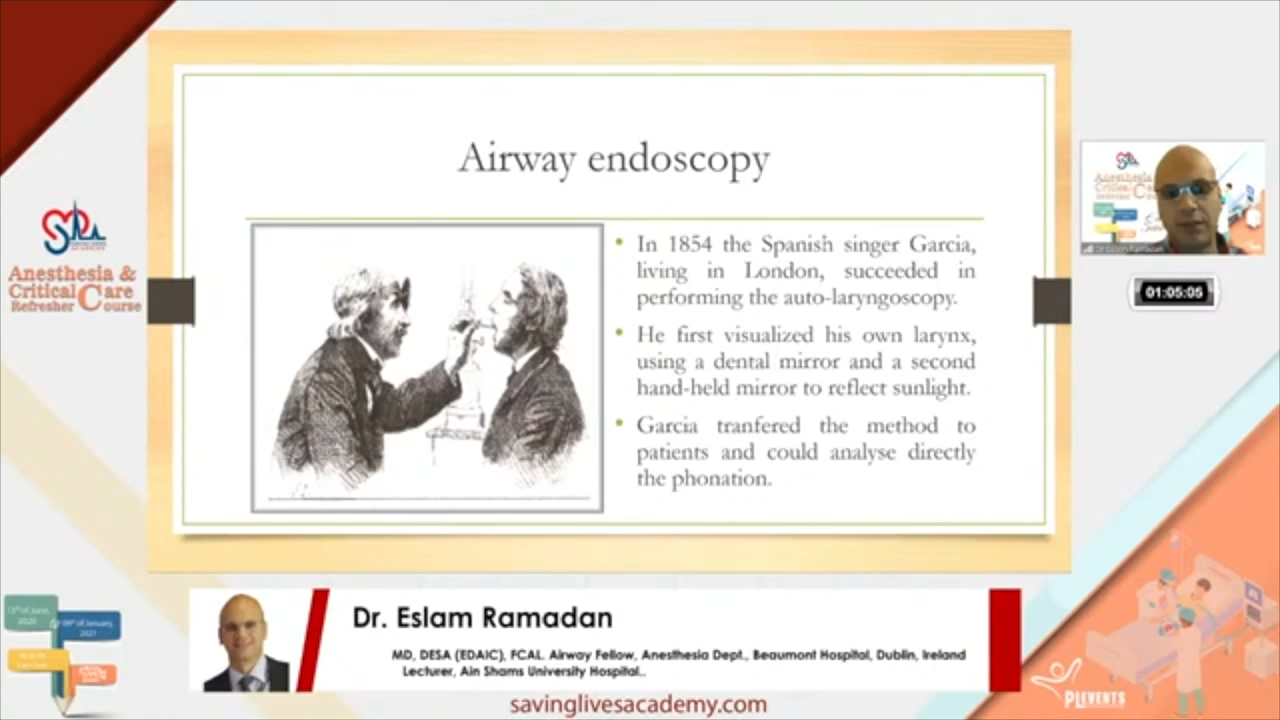 Airway endoscopy
In 1854 the Spanish singer Garcia,
living in London, succeeded in
performing the auto-laryngoscopy.
He first visualized his own larynx,
using a dental mirror and a second
hand-held mirror to reflect sunlight.
Garcia tranfered the method to
patients and could analyse directly
the phonation.
Anesthesia &
Critical Care
Refresher Course
01:05:05
Dr. Eslam Ramadan
MD, DESA (EDAIC), FCAI, Airway Fellow, Anesthesia Dept., Beaumont Hospital, Dublin, Ireland
Lecturer, Ain Shams University Hospital..
savinglivesacademy.com
PLEVENTS